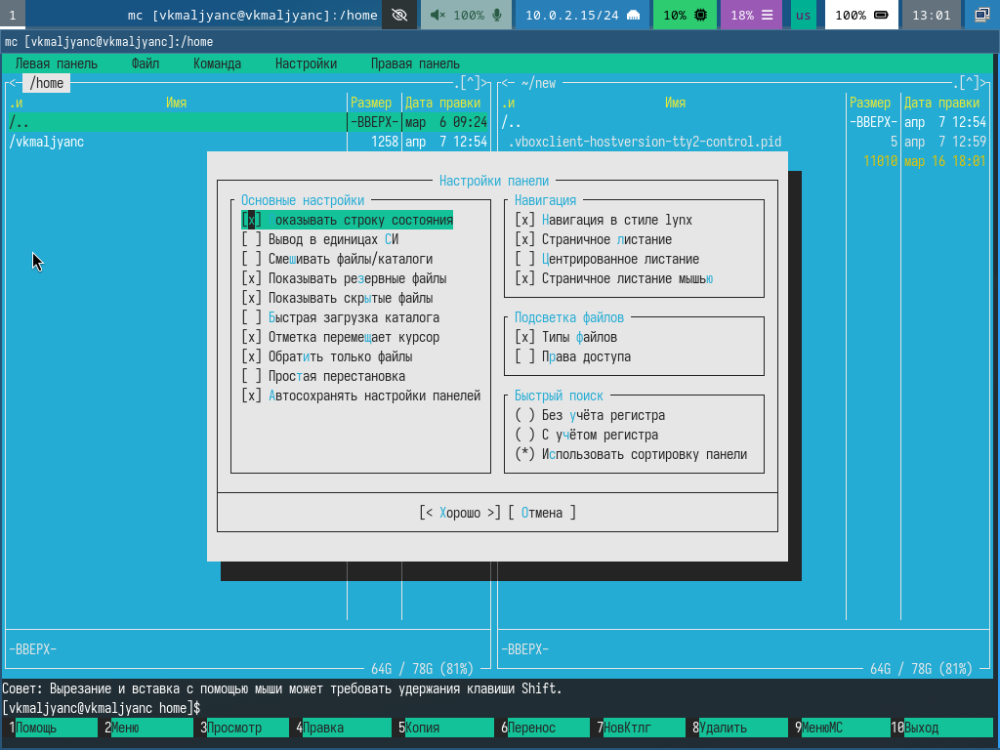 1 mc [vkmaljyanc@vkmaljyanc]:/home 100% 10.0.2.15/24 10% 18% us 100% 13:01
mc [vkmaljyanc@vkmaljyanc]:/home
Левая панель Файл Команда Настройки Правая панель
<— /home .[^]> <— ~/new .[^]>
.и Имя Размер Дата правки .и Имя Размер Дата правки
/.. -ВВЕРХ- мар 6 09:24 /.. -ВВЕРХ- апр 7 12:54
/vkmaljyanc 1258 апр 7 12:54 .vboxclient-hostversion-tty2-control.pid 5 апр 7 12:59
11010 мар 16 18:01
Настройки панели
Основные настройки
[x] оказывать строку состояния
[ ] Вывод в единицах СИ
[ ] Смешивать файлы/каталоги
[x] Показывать резервные файлы
[x] Показывать скрытые файлы
[ ] Быстрая загрузка каталога
[x] Отметка перемещает курсор
[x] Обратить только файлы
[ ] Простая перестановка
[x] Автосохранять настройки панелей
Навигация
[x] Навигация в стиле lynx
[x] Страничное листание
[ ] Центрированное листание
[x] Страничное листание мышью
Подсветка файлов
[x] Типы файлов
[ ] Права доступа
Быстрый поиск
( ) Без учёта регистра
( ) С учётом регистра
(*) Использовать сортировку панели
[< Хорошо >] [ Отмена ]
-ВВЕРХ- -ВВЕРХ-
64G / 78G (81%) 64G / 78G (81%)
Совет: Вырезание и вставка с помощью мыши может требовать удержания клавиши Shift.
[vkmaljyanc@vkmaljyanc home]$
1Помощь 2Меню 3Просмотр 4Правка 5Копия 6Перенос 7НовКтлг 8Удалить 9МенюMC 10Выход